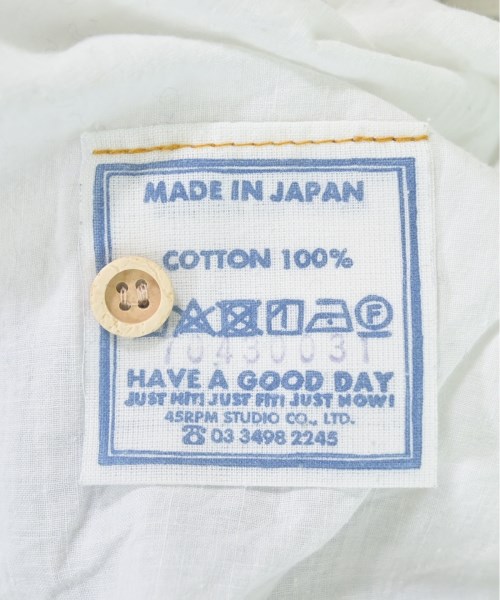 MADE IN JAPAN
COTTON 100%
F
70430031
HAVE A GOOD DAY
JUST HIT! JUST FIT! JUST NOW!
45RPM STUDIO CO., LTD.
☎ 03 3498 2245